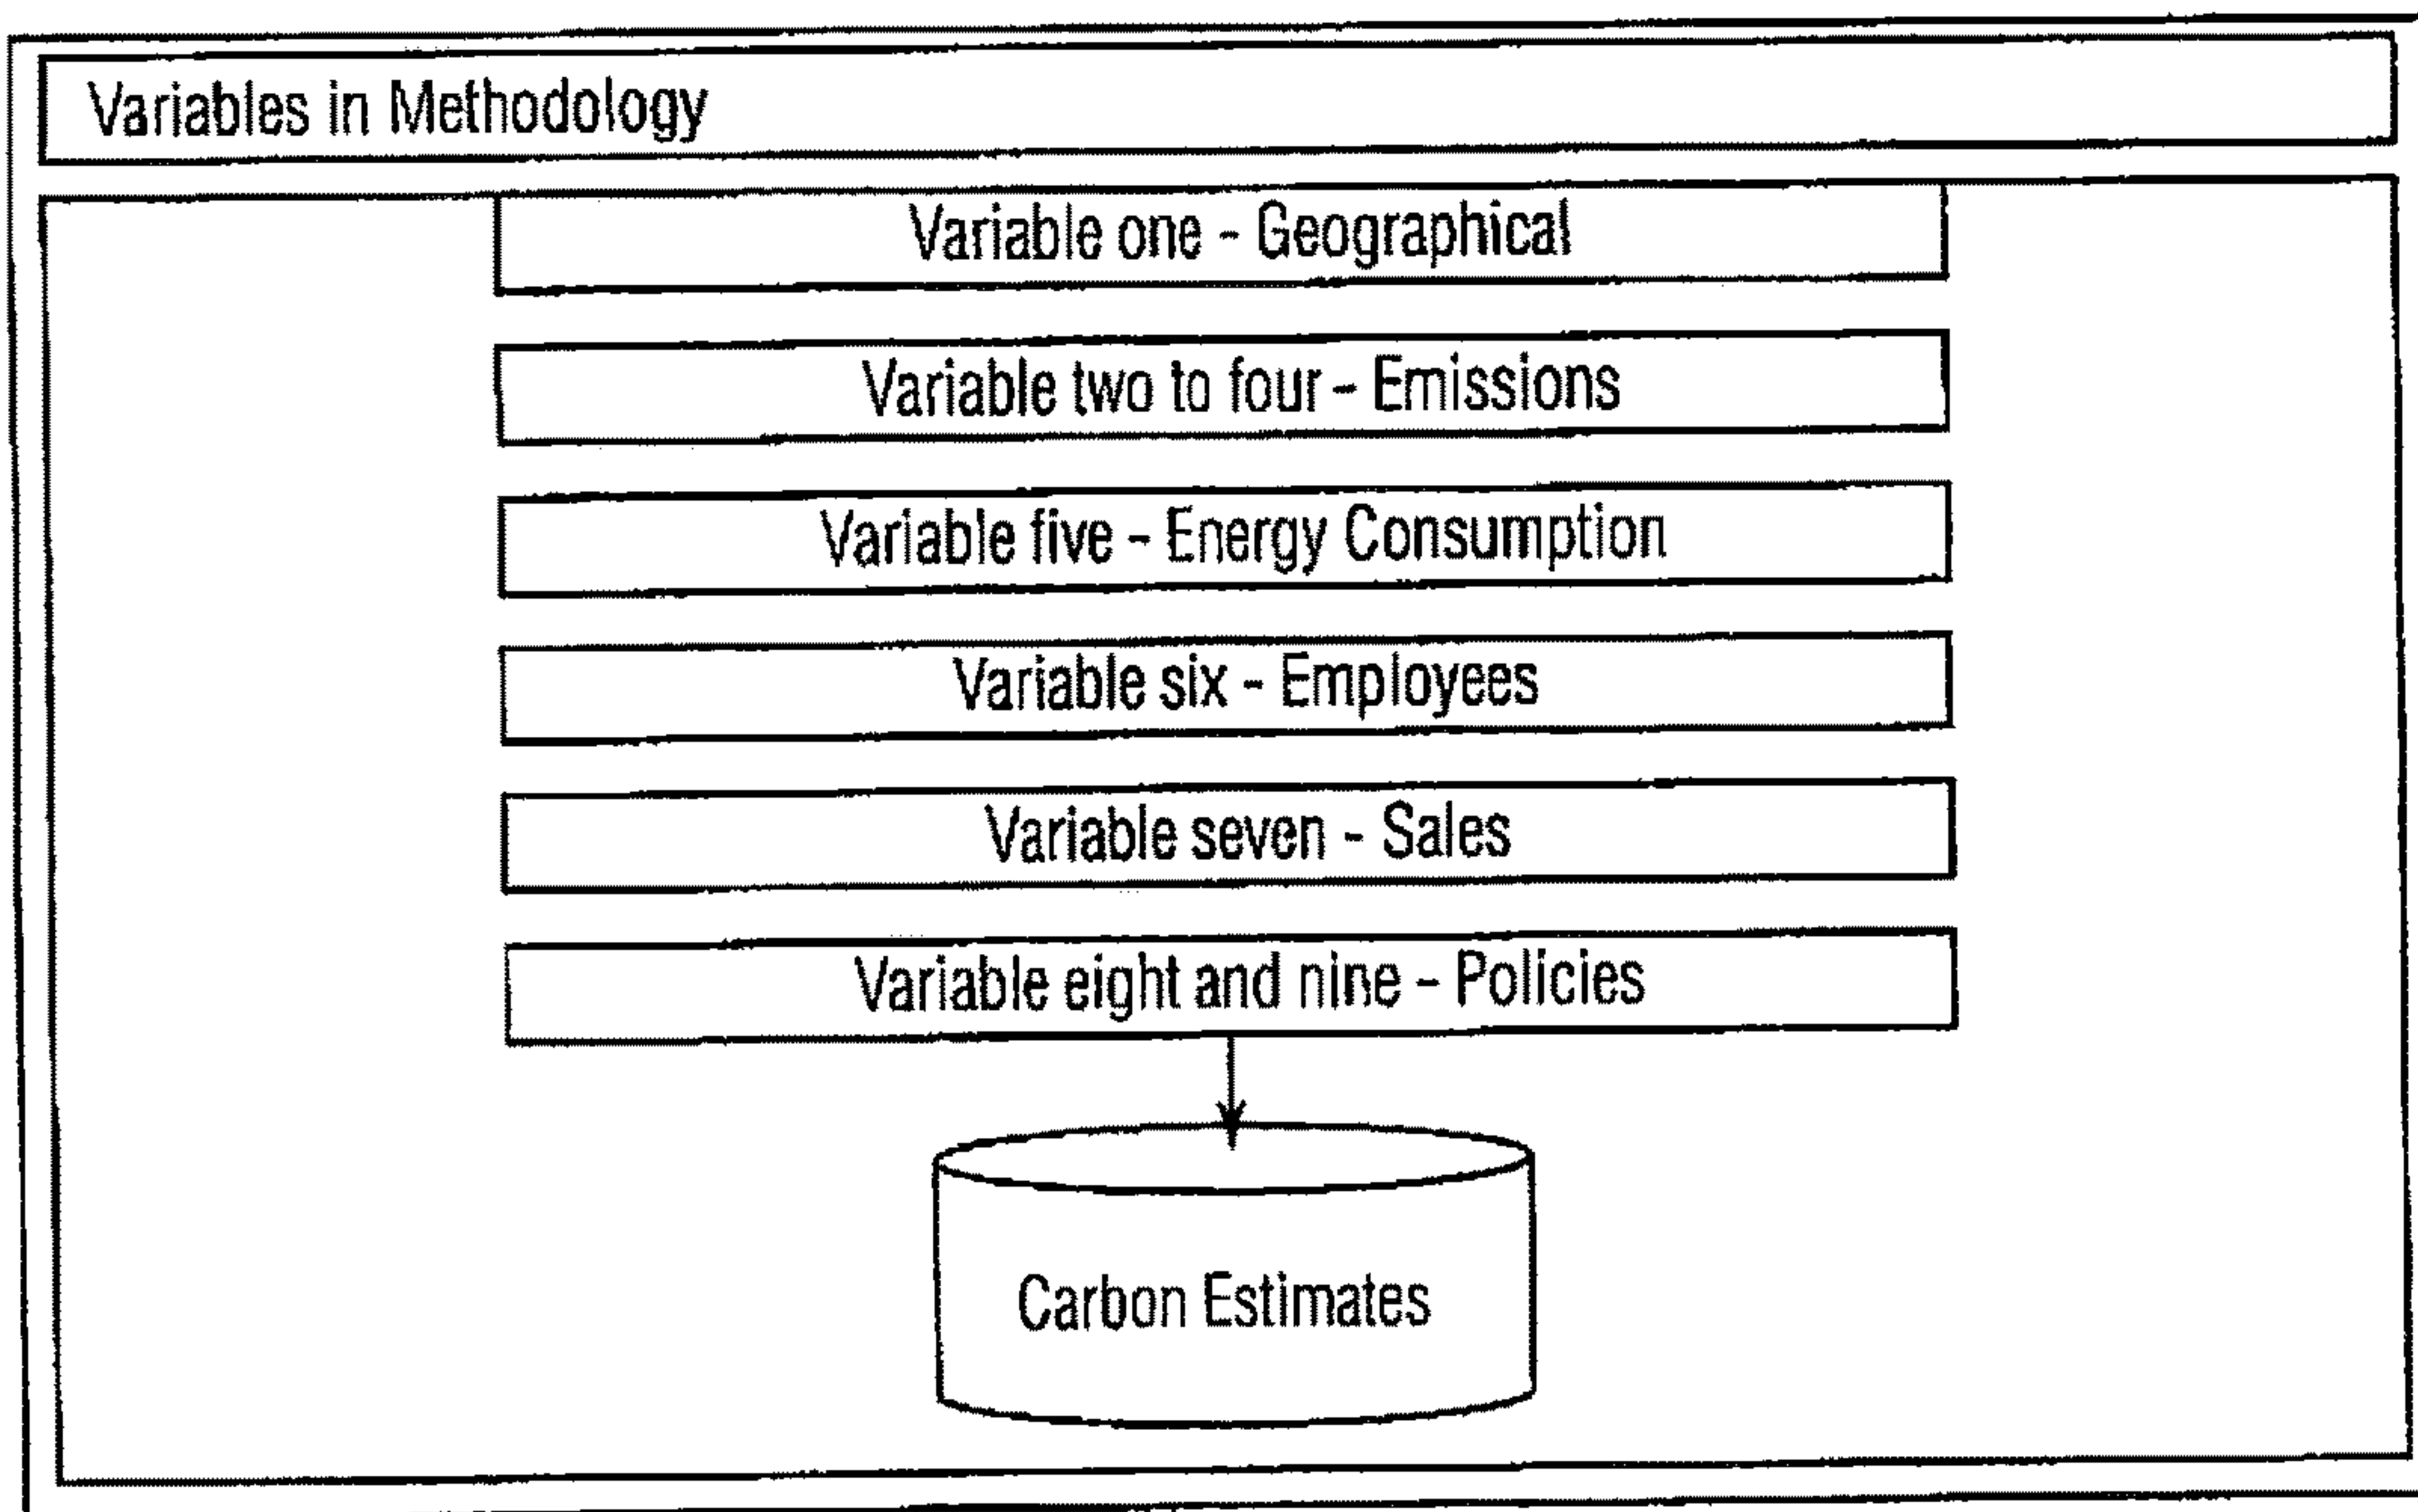 Variables in Methodology
Variable one - Geographical
Variable two to four - Emissions
Variable five - Energy Consumption
Variable six - Employees
Variable seven - Sales
Variable eight and nine - Policies
Carbon Estimates